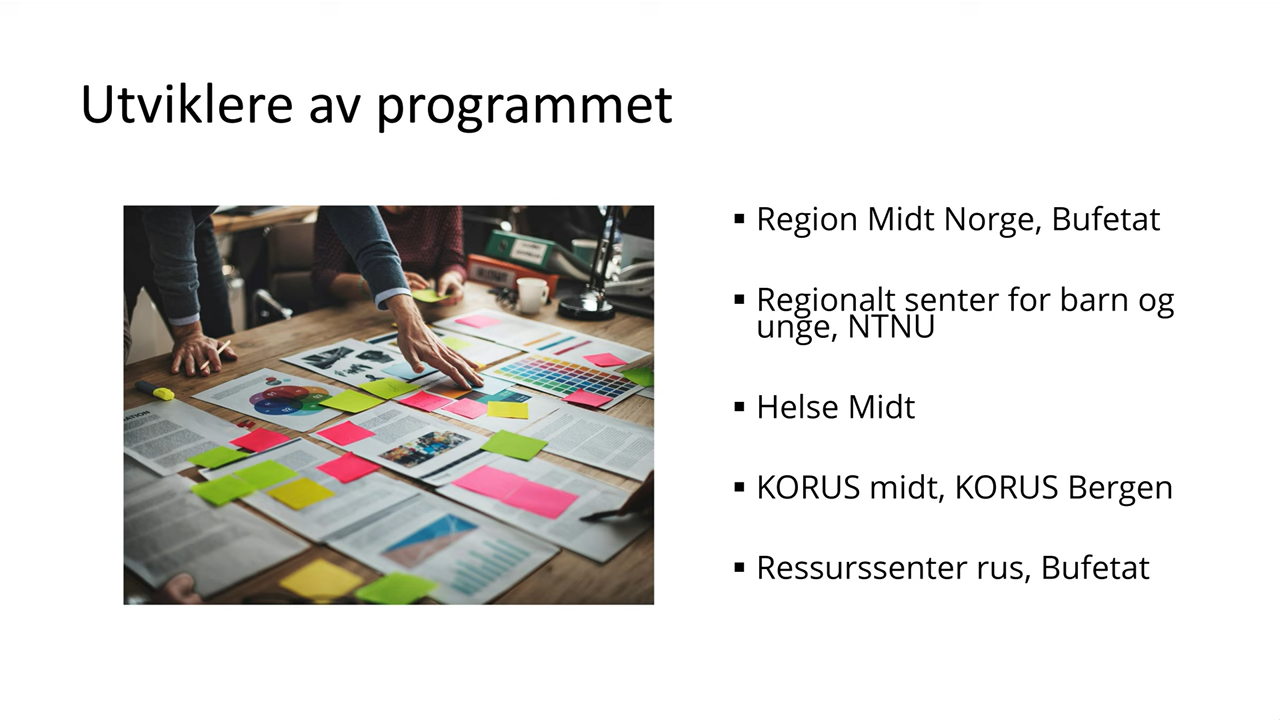 Utviklere av programmet
▪ Region Midt Norge, Bufetat
▪ Regionalt senter for barn og
unge, NTNU
▪ Helse Midt
▪ KORUS midt, KORUS Bergen
▪ Ressurssenter rus, Bufetat